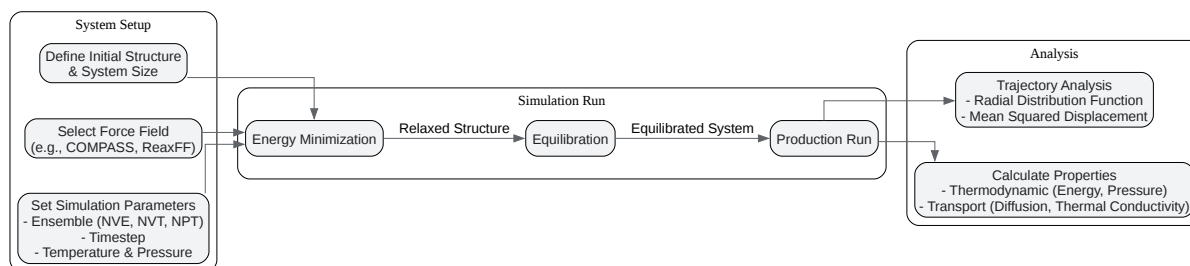 System Setup
Define Initial Structure
& System Size
Select Force Field
(e.g., COMPASS, ReaxFF)
Set Simulation Parameters
- Ensemble (NVE, NVT, NPT)
- Timestep
- Temperature & Pressure
Simulation Run
Energy Minimization
Relaxed Structure
Equilibration
Equilibrated System
Production Run
Analysis
Trajectory Analysis
- Radial Distribution Function
- Mean Squared Displacement
Calculate Properties
- Thermodynamic (Energy, Pressure)
- Transport (Diffusion, Thermal Conductivity)